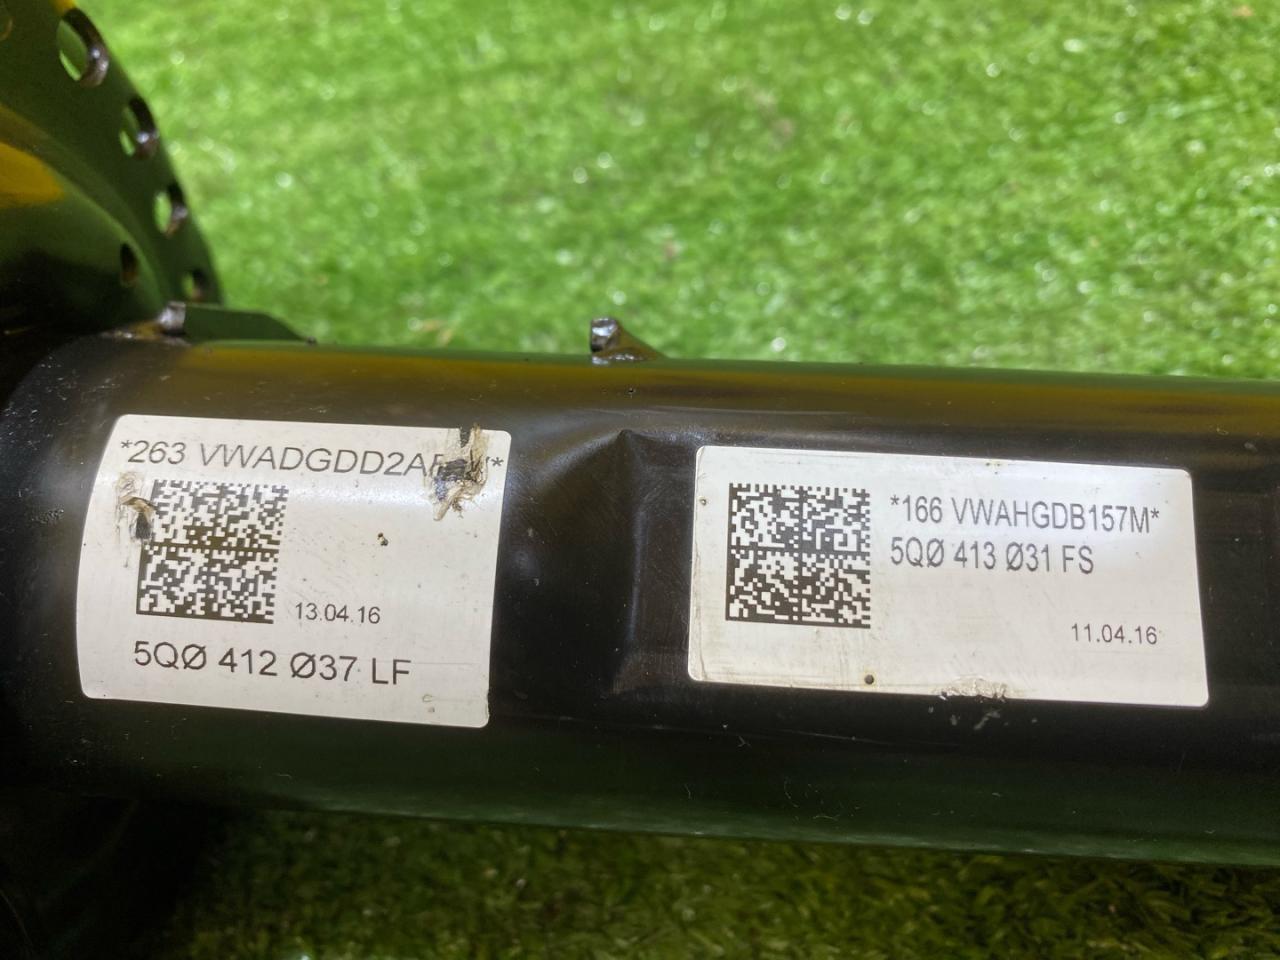 *263
13.04.16
5QØ 412 Ø37 LF
*166 VWAHGDB157M*
5QØ 413 Ø31 FS
11.04.16